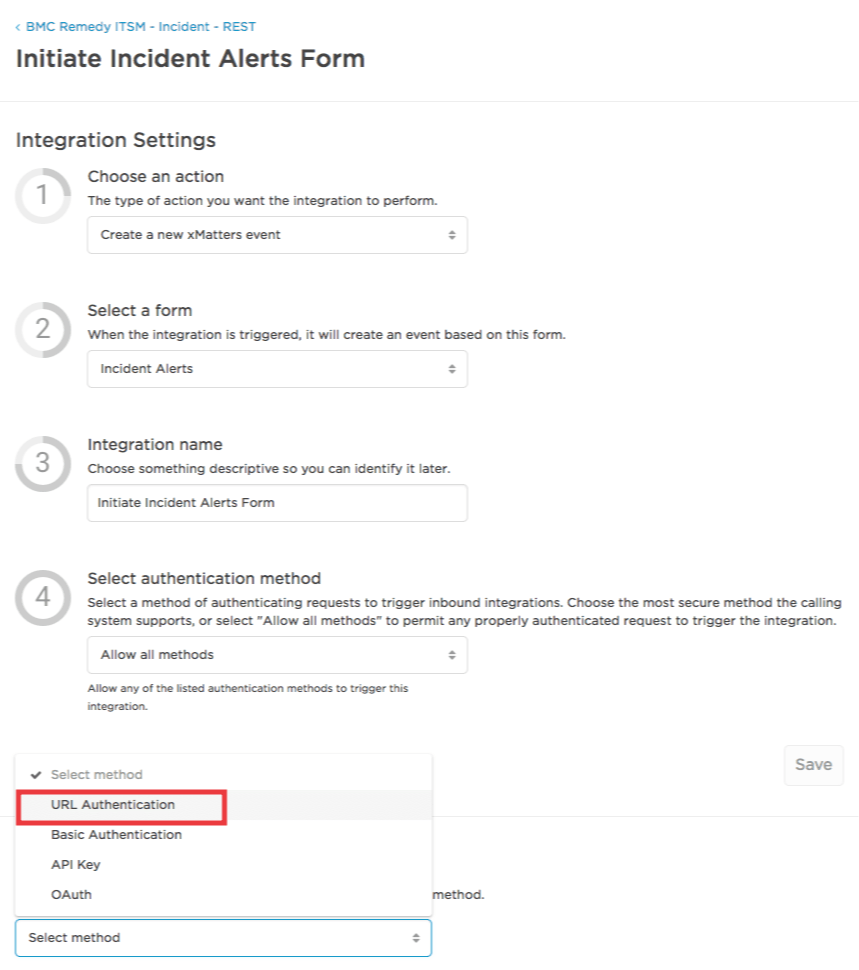 ‹ BMC Remedy ITSM - Incident - REST
Initiate Incident Alerts Form
Integration Settings
1
Choose an action
The type of action you want the integration to perform.
Create a new xMatters event
2
Select a form
When the integration is triggered, it will create an event based on this form.
Incident Alerts
3
Integration name
Choose something descriptive so you can identify it later.
Initiate Incident Alerts Form
4
Select authentication method
Select a method of authenticating requests to trigger inbound integrations. Choose the most secure method the calling
system supports, or select "Allow all methods" to permit any properly authenticated request to trigger the integration.
Allow all methods
Allow any of the listed authentication methods to trigger this
integration.
Save
✓ Select method
URL Authentication
Basic Authentication
API Key
OAuth
method.
Select method